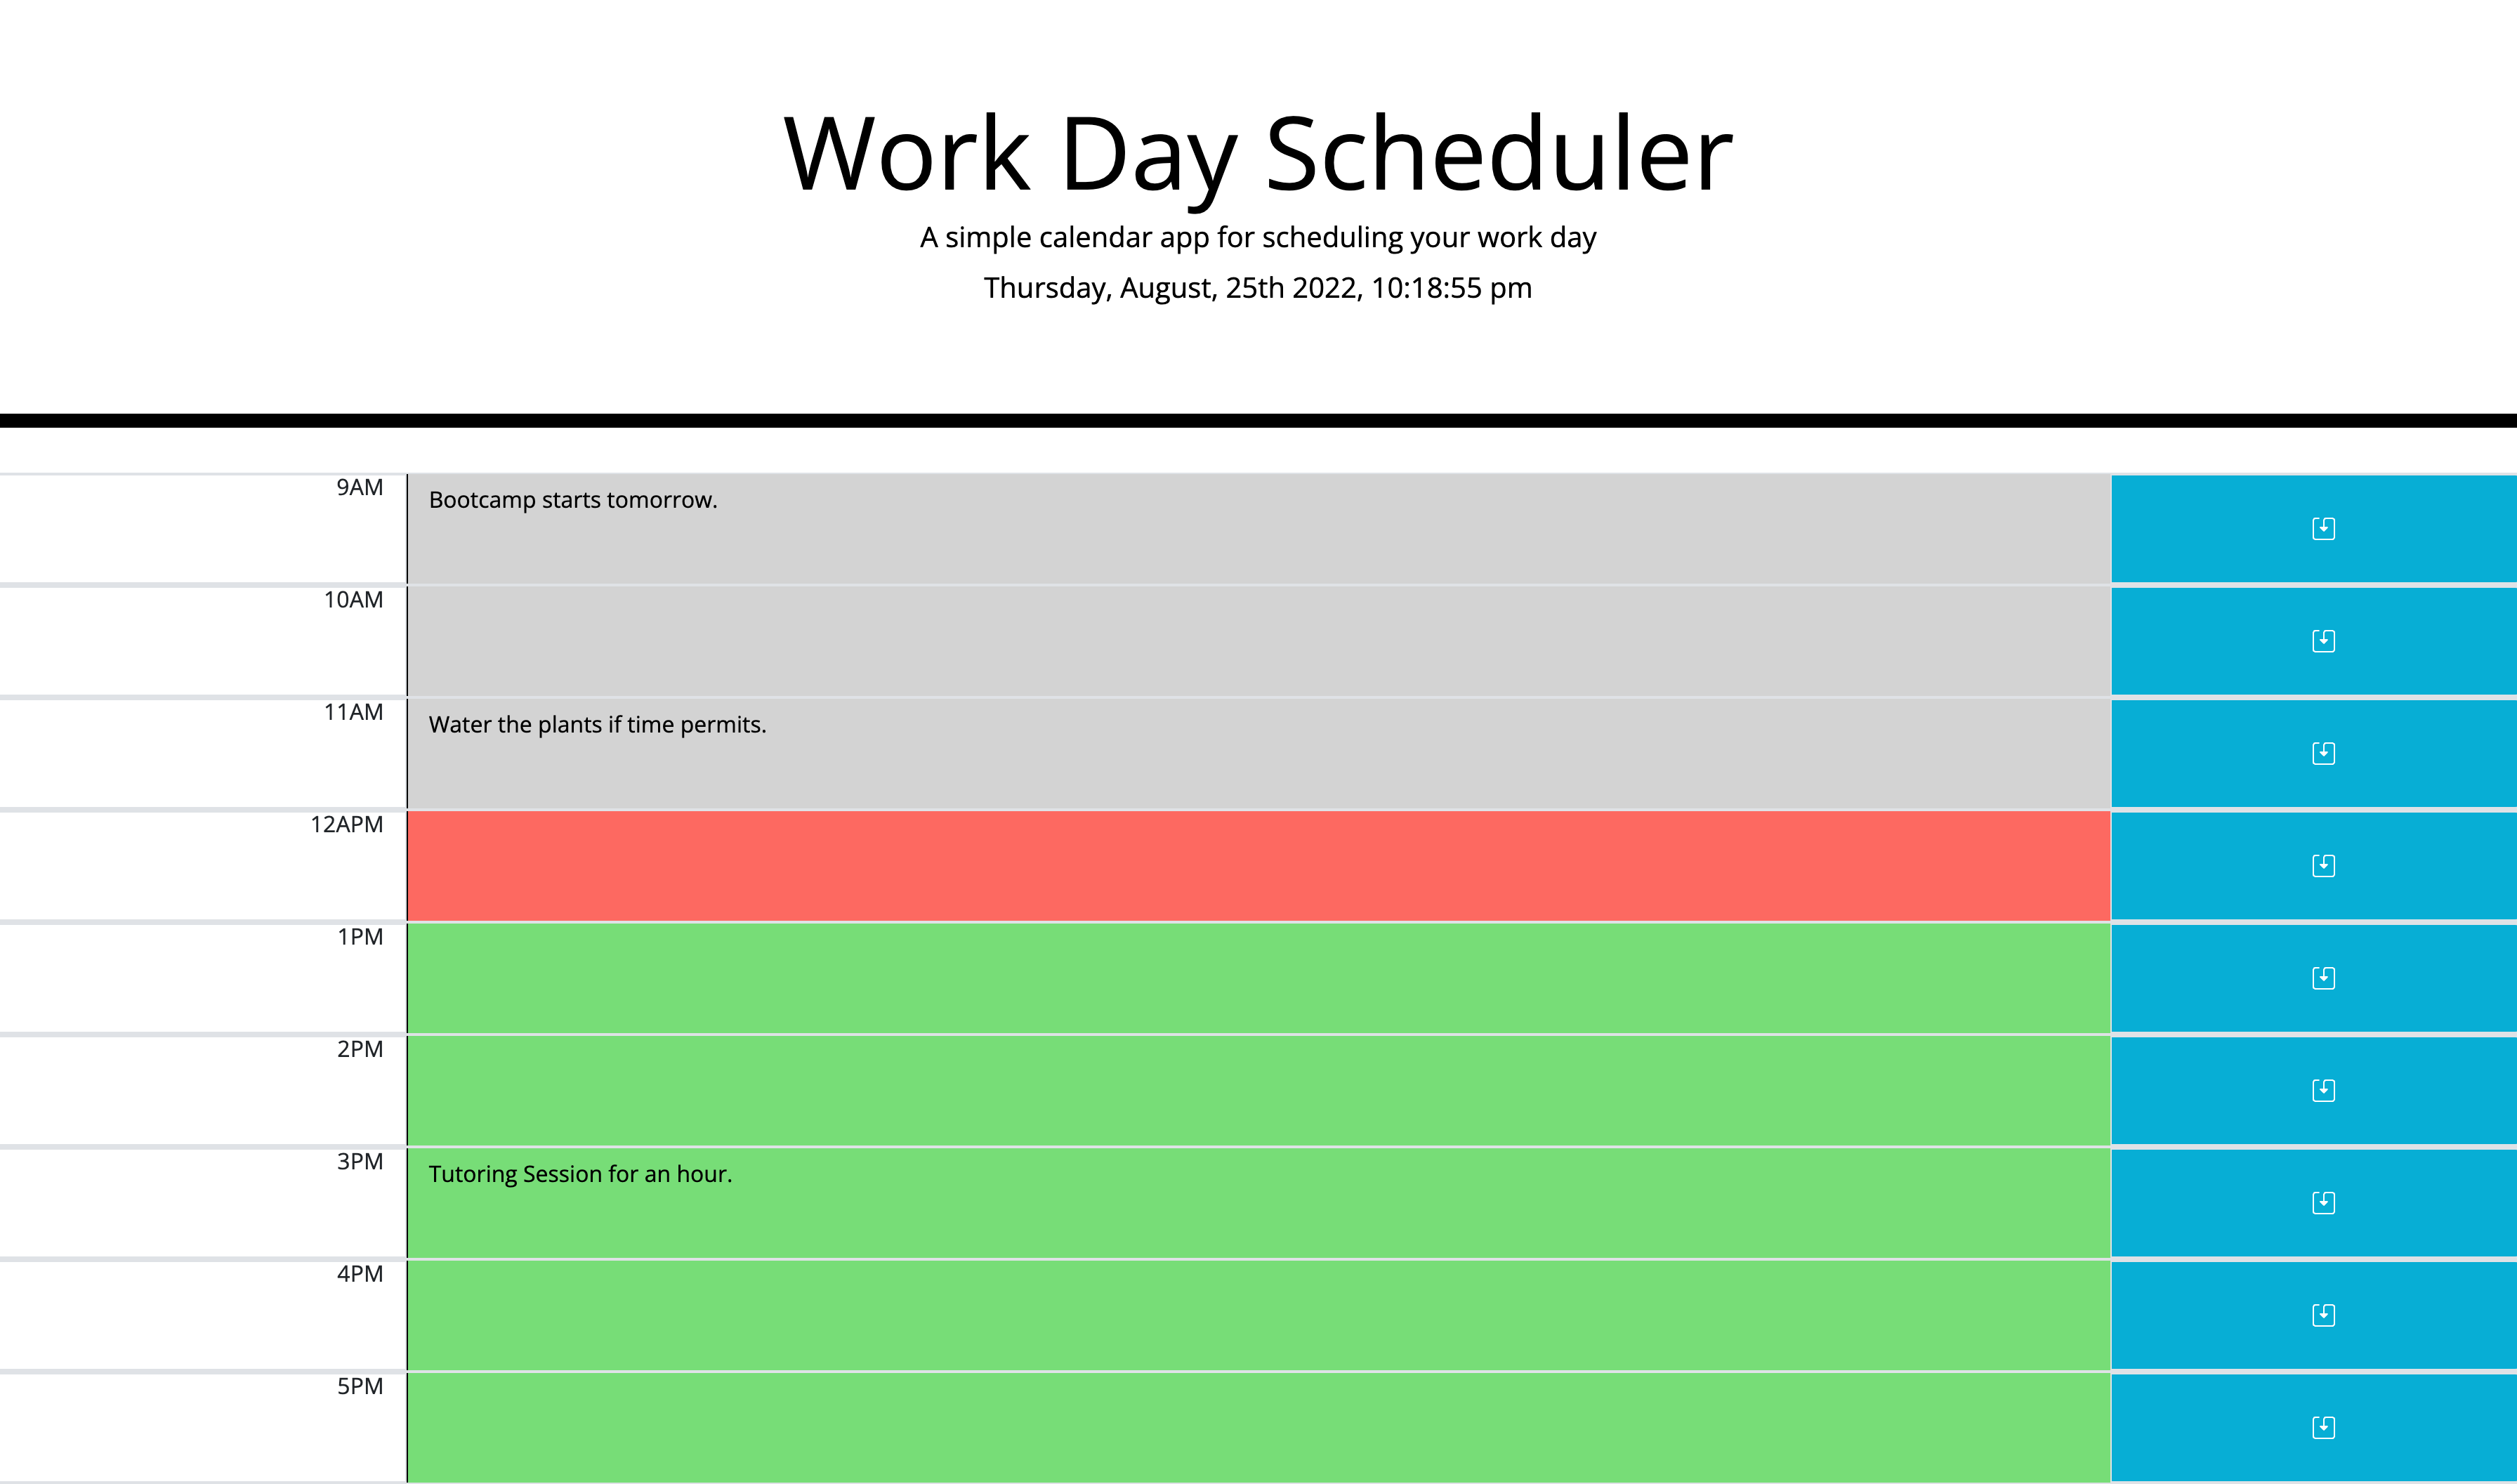 Work Day Scheduler
A simple calendar app for scheduling your work day
Thursday, August, 25th 2022, 10:18:55 pm
9AM
Bootcamp starts tomorrow.
10AM
11AM
Water the plants if time permits.
12APM
1PM
2PM
3PM
Tutoring Session for an hour.
4PM
5PM